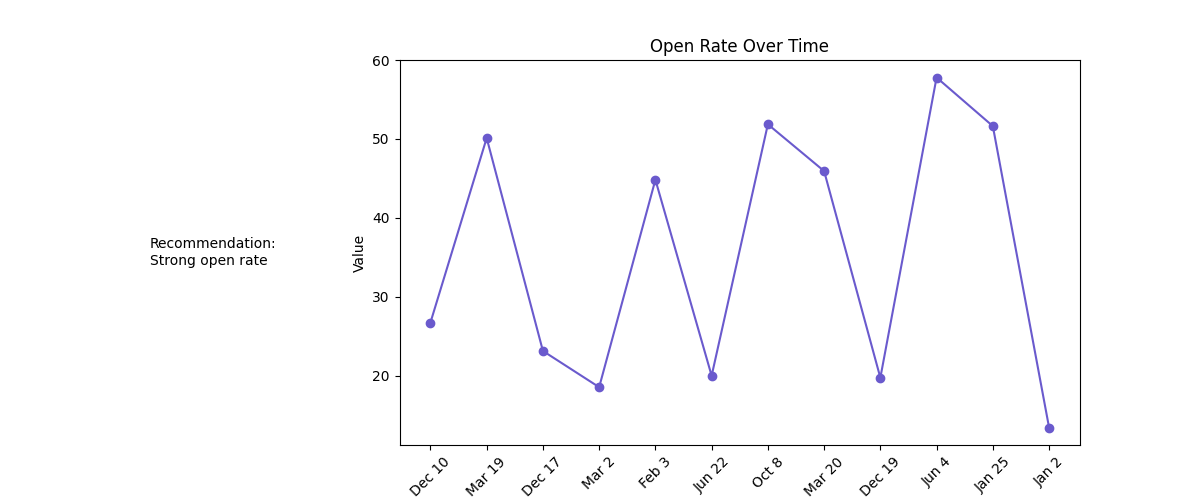 Open Rate Over Time
Recommendation:
Strong open rate
Value
60
50
40
30
20
Dec 10
Mar 19
Dec 17
Mar 2
Feb 3
Jun 22
Oct 8
Mar 20
Dec 19
Jun 4
Jan 25
Jan 2